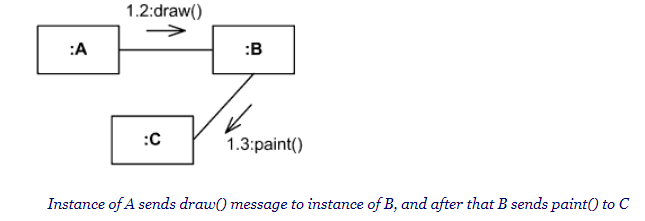 1.2:draw()
:A
:B
:C
1.3:paint()
Instance of A sends draw() message to instance of B, and after that B sends paint() to C